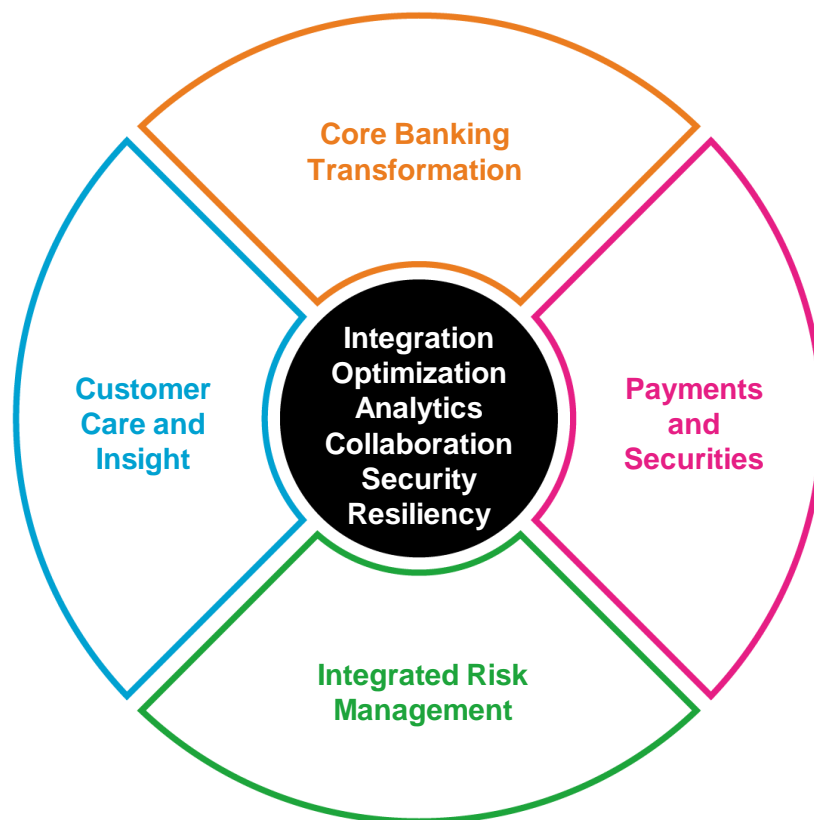 Core Banking
Transformation
Customer
Care and
Insight
Integration
Optimization
Analytics
Collaboration
Security
Resiliency
Payments
and
Securities
Integrated Risk
Management